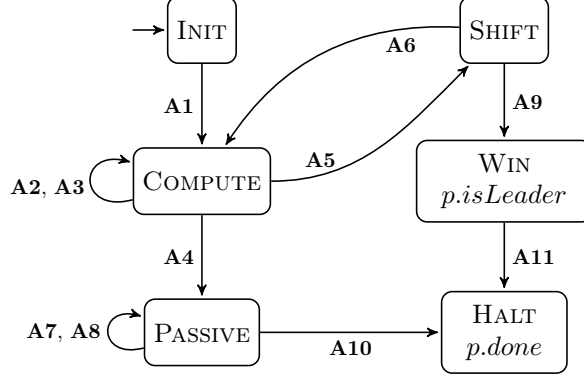 INIT
SHIFT
A6
A1
A9
A5
A2, A3
COMPUTE
WIN
p.isLeader
A4
A11
A7, A8
PASSIVE
A10
HALT
p.done